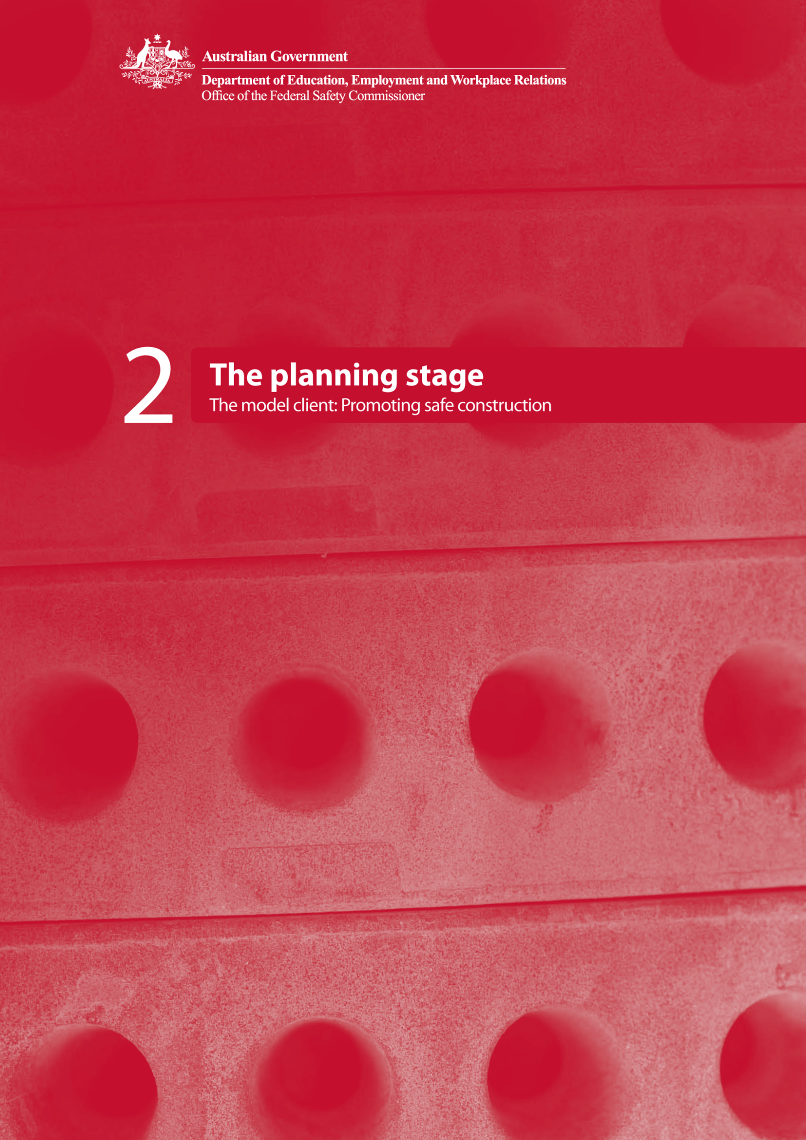 Australian Government
Department of Education, Employment and Workplace Relations
Office of the Federal Safety Commissioner
2
The planning stage
The model client: Promoting safe construction